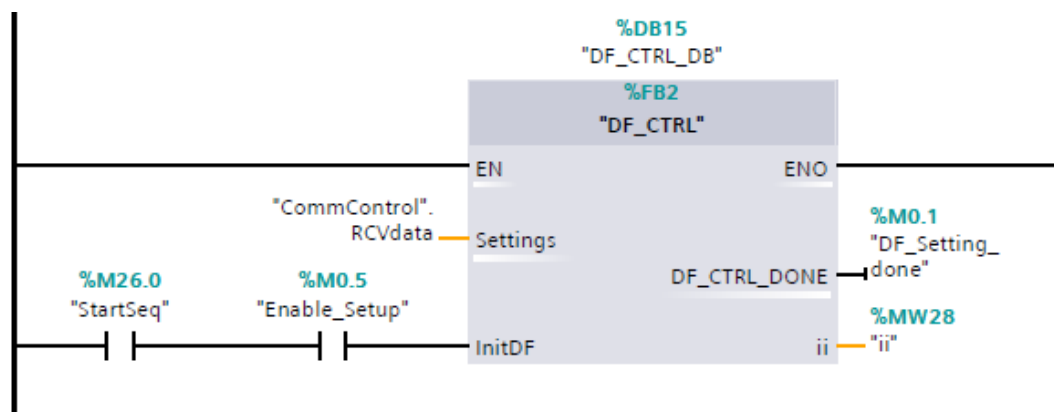 %DB15
"DF_CTRL_DB"
%FB2
"DF_CTRL"
EN
ENO
"CommControl".
RCVdata
Settings
%M0.1
"DF_Setting_
done"
DF_CTRL_DONE
%M26.0
"StartSeq"
%M0.5
"Enable_Setup"
InitDF
%MW28
"ii"
ii